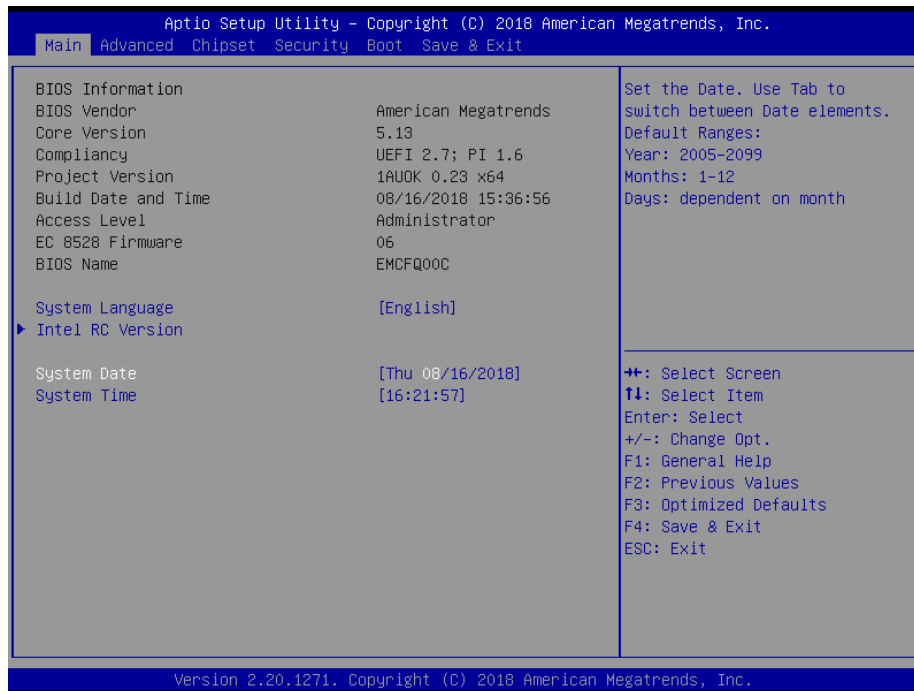 Aptio Setup Utility – Copyright (C) 2018 American Megatrends, Inc.
Main Advanced Chipset Security Boot Save & Exit
BIOS Information
BIOS Vendor American Megatrends
Core Version 5.13
Compliancy UEFI 2.7; PI 1.6
Project Version 1AUOK 0.23 x64
Build Date and Time 08/16/2018 15:36:56
Access Level Administrator
EC 8528 Firmware 06
BIOS Name EMCFQ00C
System Language [English]
Intel RC Version
System Date [Thu 08/16/2018]
System Time [16:21:57]
Set the Date. Use Tab to
switch between Date elements.
Default Ranges:
Year: 2005-2099
Months: 1-12
Days: dependent on month
→←: Select Screen
↑↓: Select Item
Enter: Select
+/-: Change Opt.
F1: General Help
F2: Previous Values
F3: Optimized Defaults
F4: Save & Exit
ESC: Exit
Version 2.20.1271. Copyright (C) 2018 American Megatrends, Inc.